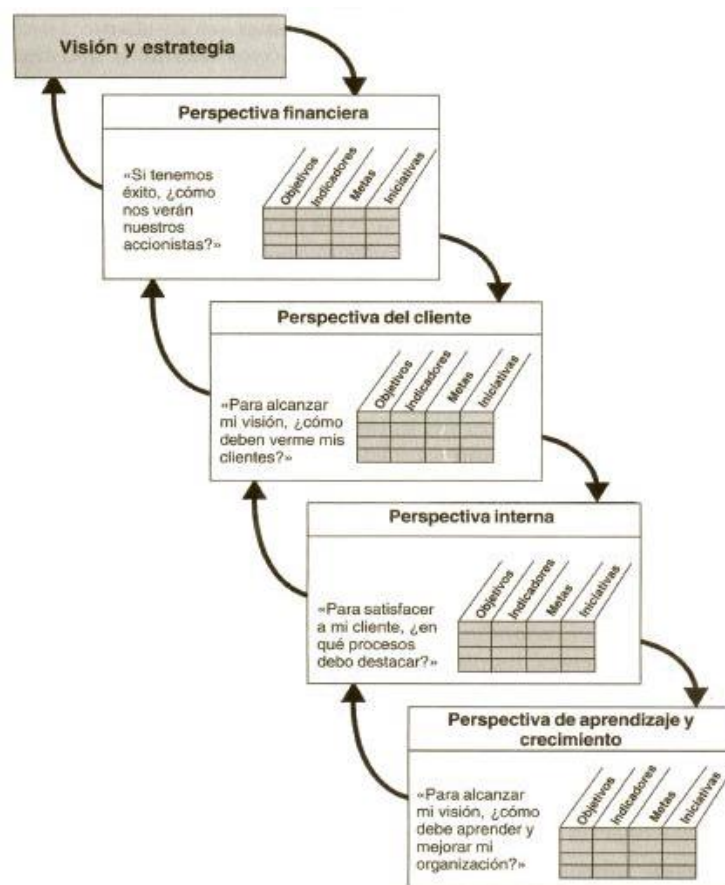 Visión y estrategia
Perspectiva financiera
«Si tenemos
éxito, ¿cómo
nos verán
nuestros
accionistas?»
Objetivos
Indicadores
Metas
Iniciativas
Perspectiva del cliente
«Para alcanzar
mi visión, ¿cómo
deben verme mis
clientes?»
Objetivos
Indicadores
Metas
Iniciativas
Perspectiva interna
«Para satisfacer
a mi cliente, ¿en
qué procesos
debo destacar?»
Objetivos
Indicadores
Metas
Iniciativas
Perspectiva de aprendizaje y
crecimiento
«Para alcanzar
mi visión, ¿cómo
debe aprender y
mejorar mi
organización?»
Objetivos
Indicadores
Metas
Iniciativas